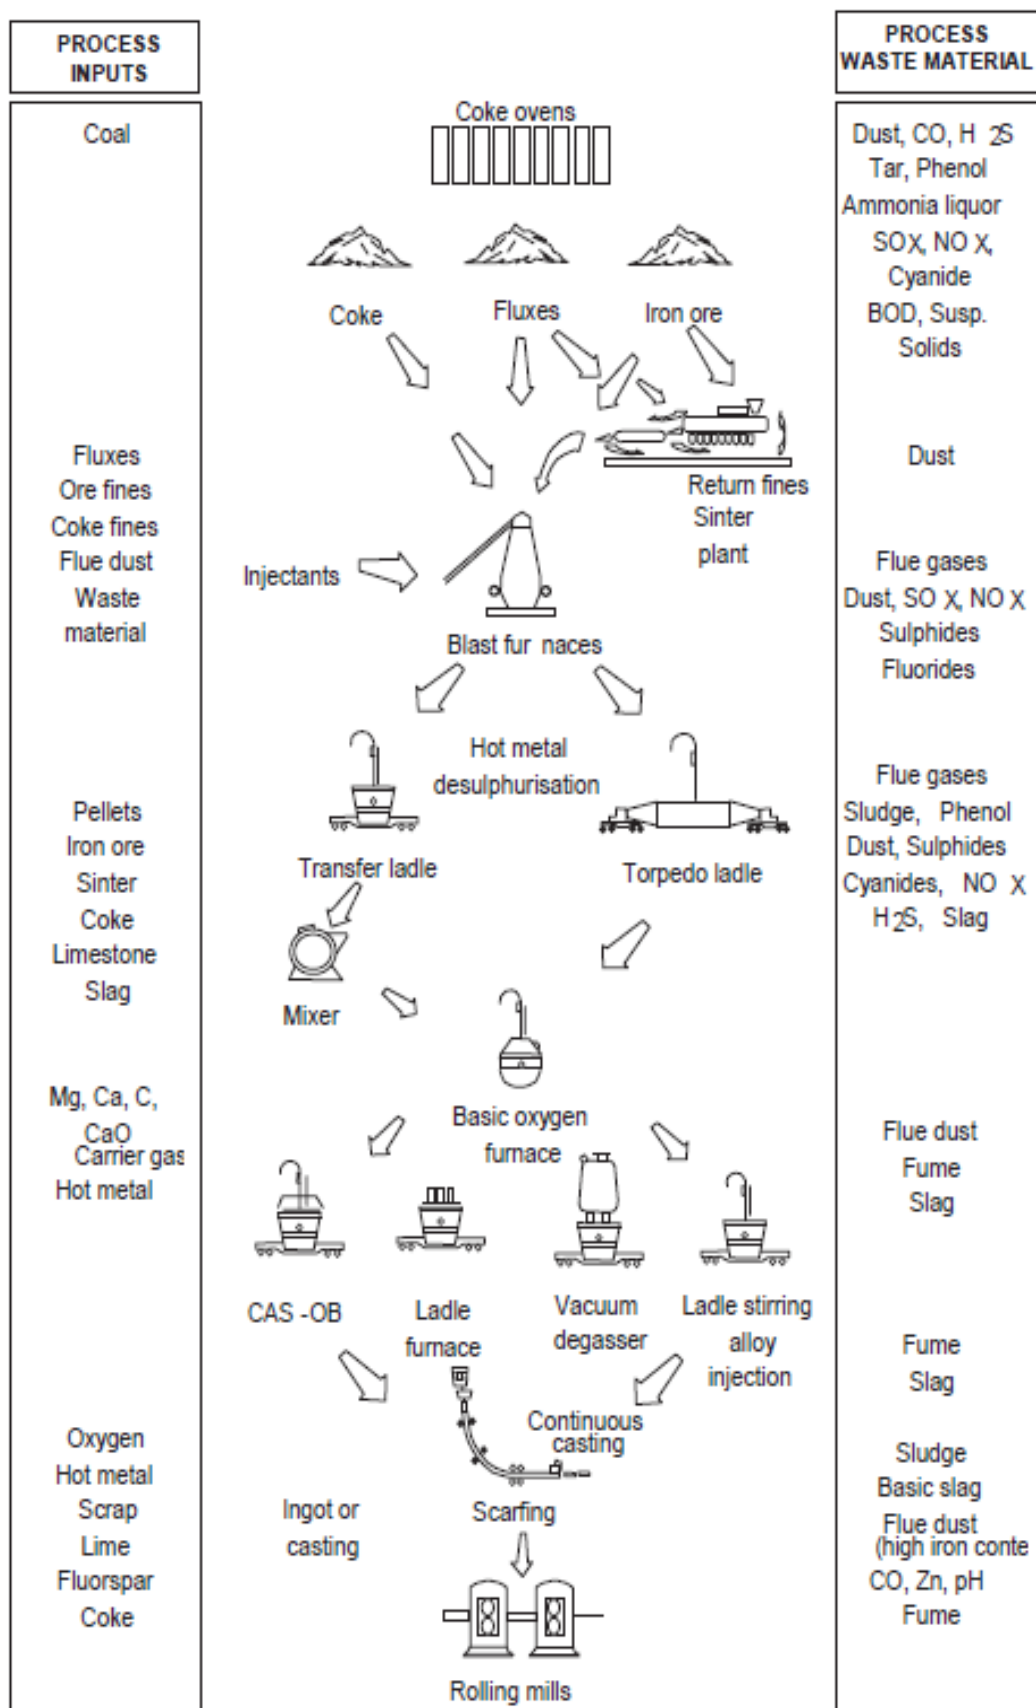 PROCESS
INPUTS
PROCESS
WASTE MATERIAL
Coal
Fluxes
Ore fines
Coke fines
Flue dust
Waste
material
Pellets
Iron ore
Sinter
Coke
Limestone
Slag
Mg, Ca, C,
CaO
Carrier gas
Hot metal
Oxygen
Hot metal
Scrap
Lime
Fluorspar
Coke
Coke ovens
Coke
Fluxes
Iron ore
Return fines
Sinter
plant
Injectants
Blast fur naces
Hot metal
desulphurisation
Transfer ladle
Torpedo ladle
Mixer
Basic oxygen
furnace
CAS -OB
Ladle
furnace
Vacuum
degasser
Ladle stirring
alloy
injection
Continuous
casting
Ingot or
casting
Scarfing
Rolling mills
Dust, CO, H 2S
Tar, Phenol
Ammonia liquor
SOX, NO X,
Cyanide
BOD, Susp.
Solids
Dust
Flue gases
Dust, SO X, NO X
Sulphides
Fluorides
Flue gases
Sludge, Phenol
Dust, Sulphides
Cyanides, NO X
H2S, Slag
Flue dust
Fume
Slag
Fume
Slag
Sludge
Basic slag
Flue dust
(high iron conte
CO, Zn, pH
Fume